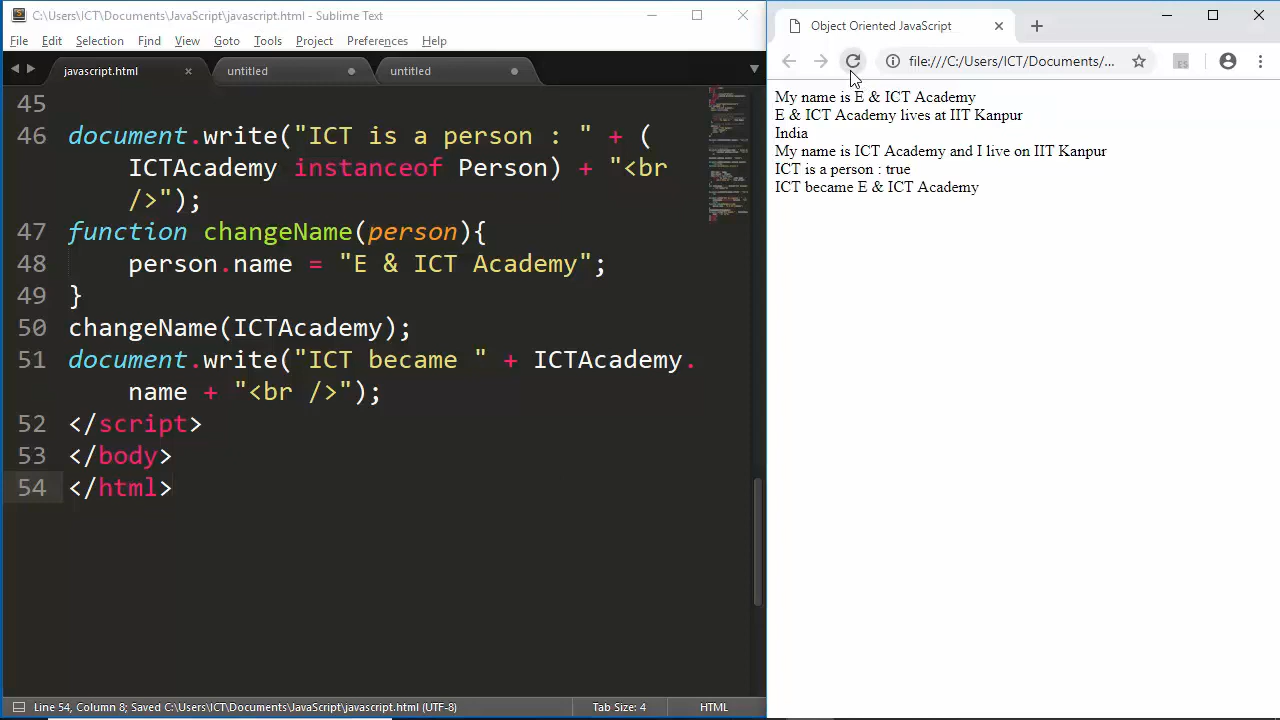 C:\Users\ICT\Documents\JavaScript\javascript.html - Sublime Text
File Edit Selection Find View Goto Tools Project Preferences Help
javascript.html untitled untitled
45
46 document.write("ICT is a person : " + (
ICTAcademy instanceof Person) + "<br
/>");
47 function changeName(person){
48 person.name = "E & ICT Academy";
49 }
50 changeName(ICTAcademy);
51 document.write("ICT became " + ICTAcademy.
name + "<br />");
52 </script>
53 </body>
54 </html>
Line 54, Column 8; Saved C:\Users\ICT\Documents\JavaScript\javascript.html (UTF-8) Tab Size: 4 HTML
Object Oriented JavaScript
file:///C:/Users/ICT/Documents/...
ES
My name is E & ICT Academy
E & ICT Academy lives at IIT Kanpur
India
My name is ICT Academy and I live on IIT Kanpur
ICT is a person : true
ICT became E & ICT Academy